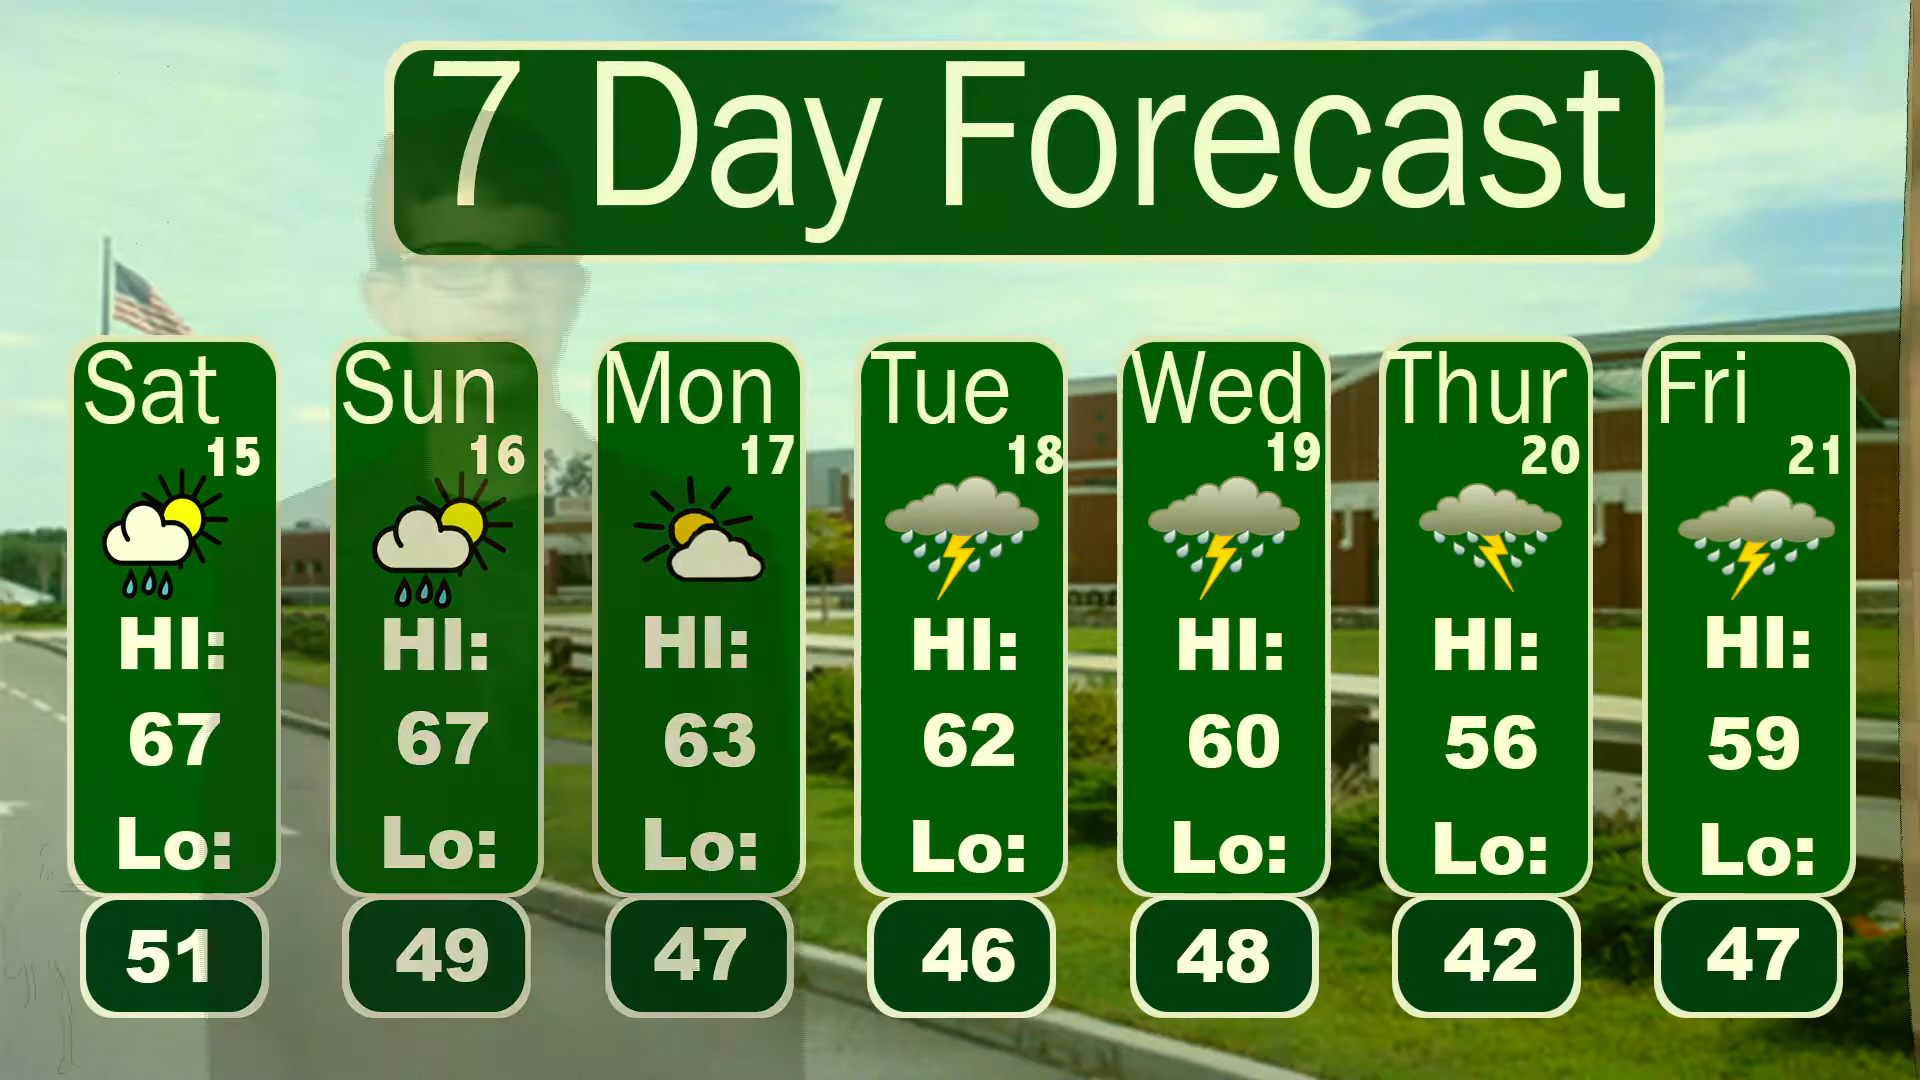 7 Day Forecast
Sat
15
HI:
67
Lo:
51
Sun
16
HI:
67
Lo:
49
Mon
17
HI:
63
Lo:
47
Tue
18
HI:
62
Lo:
46
Wed
19
HI:
60
Lo:
48
Thur
20
HI:
56
Lo:
42
Fri
21
HI:
59
Lo:
47